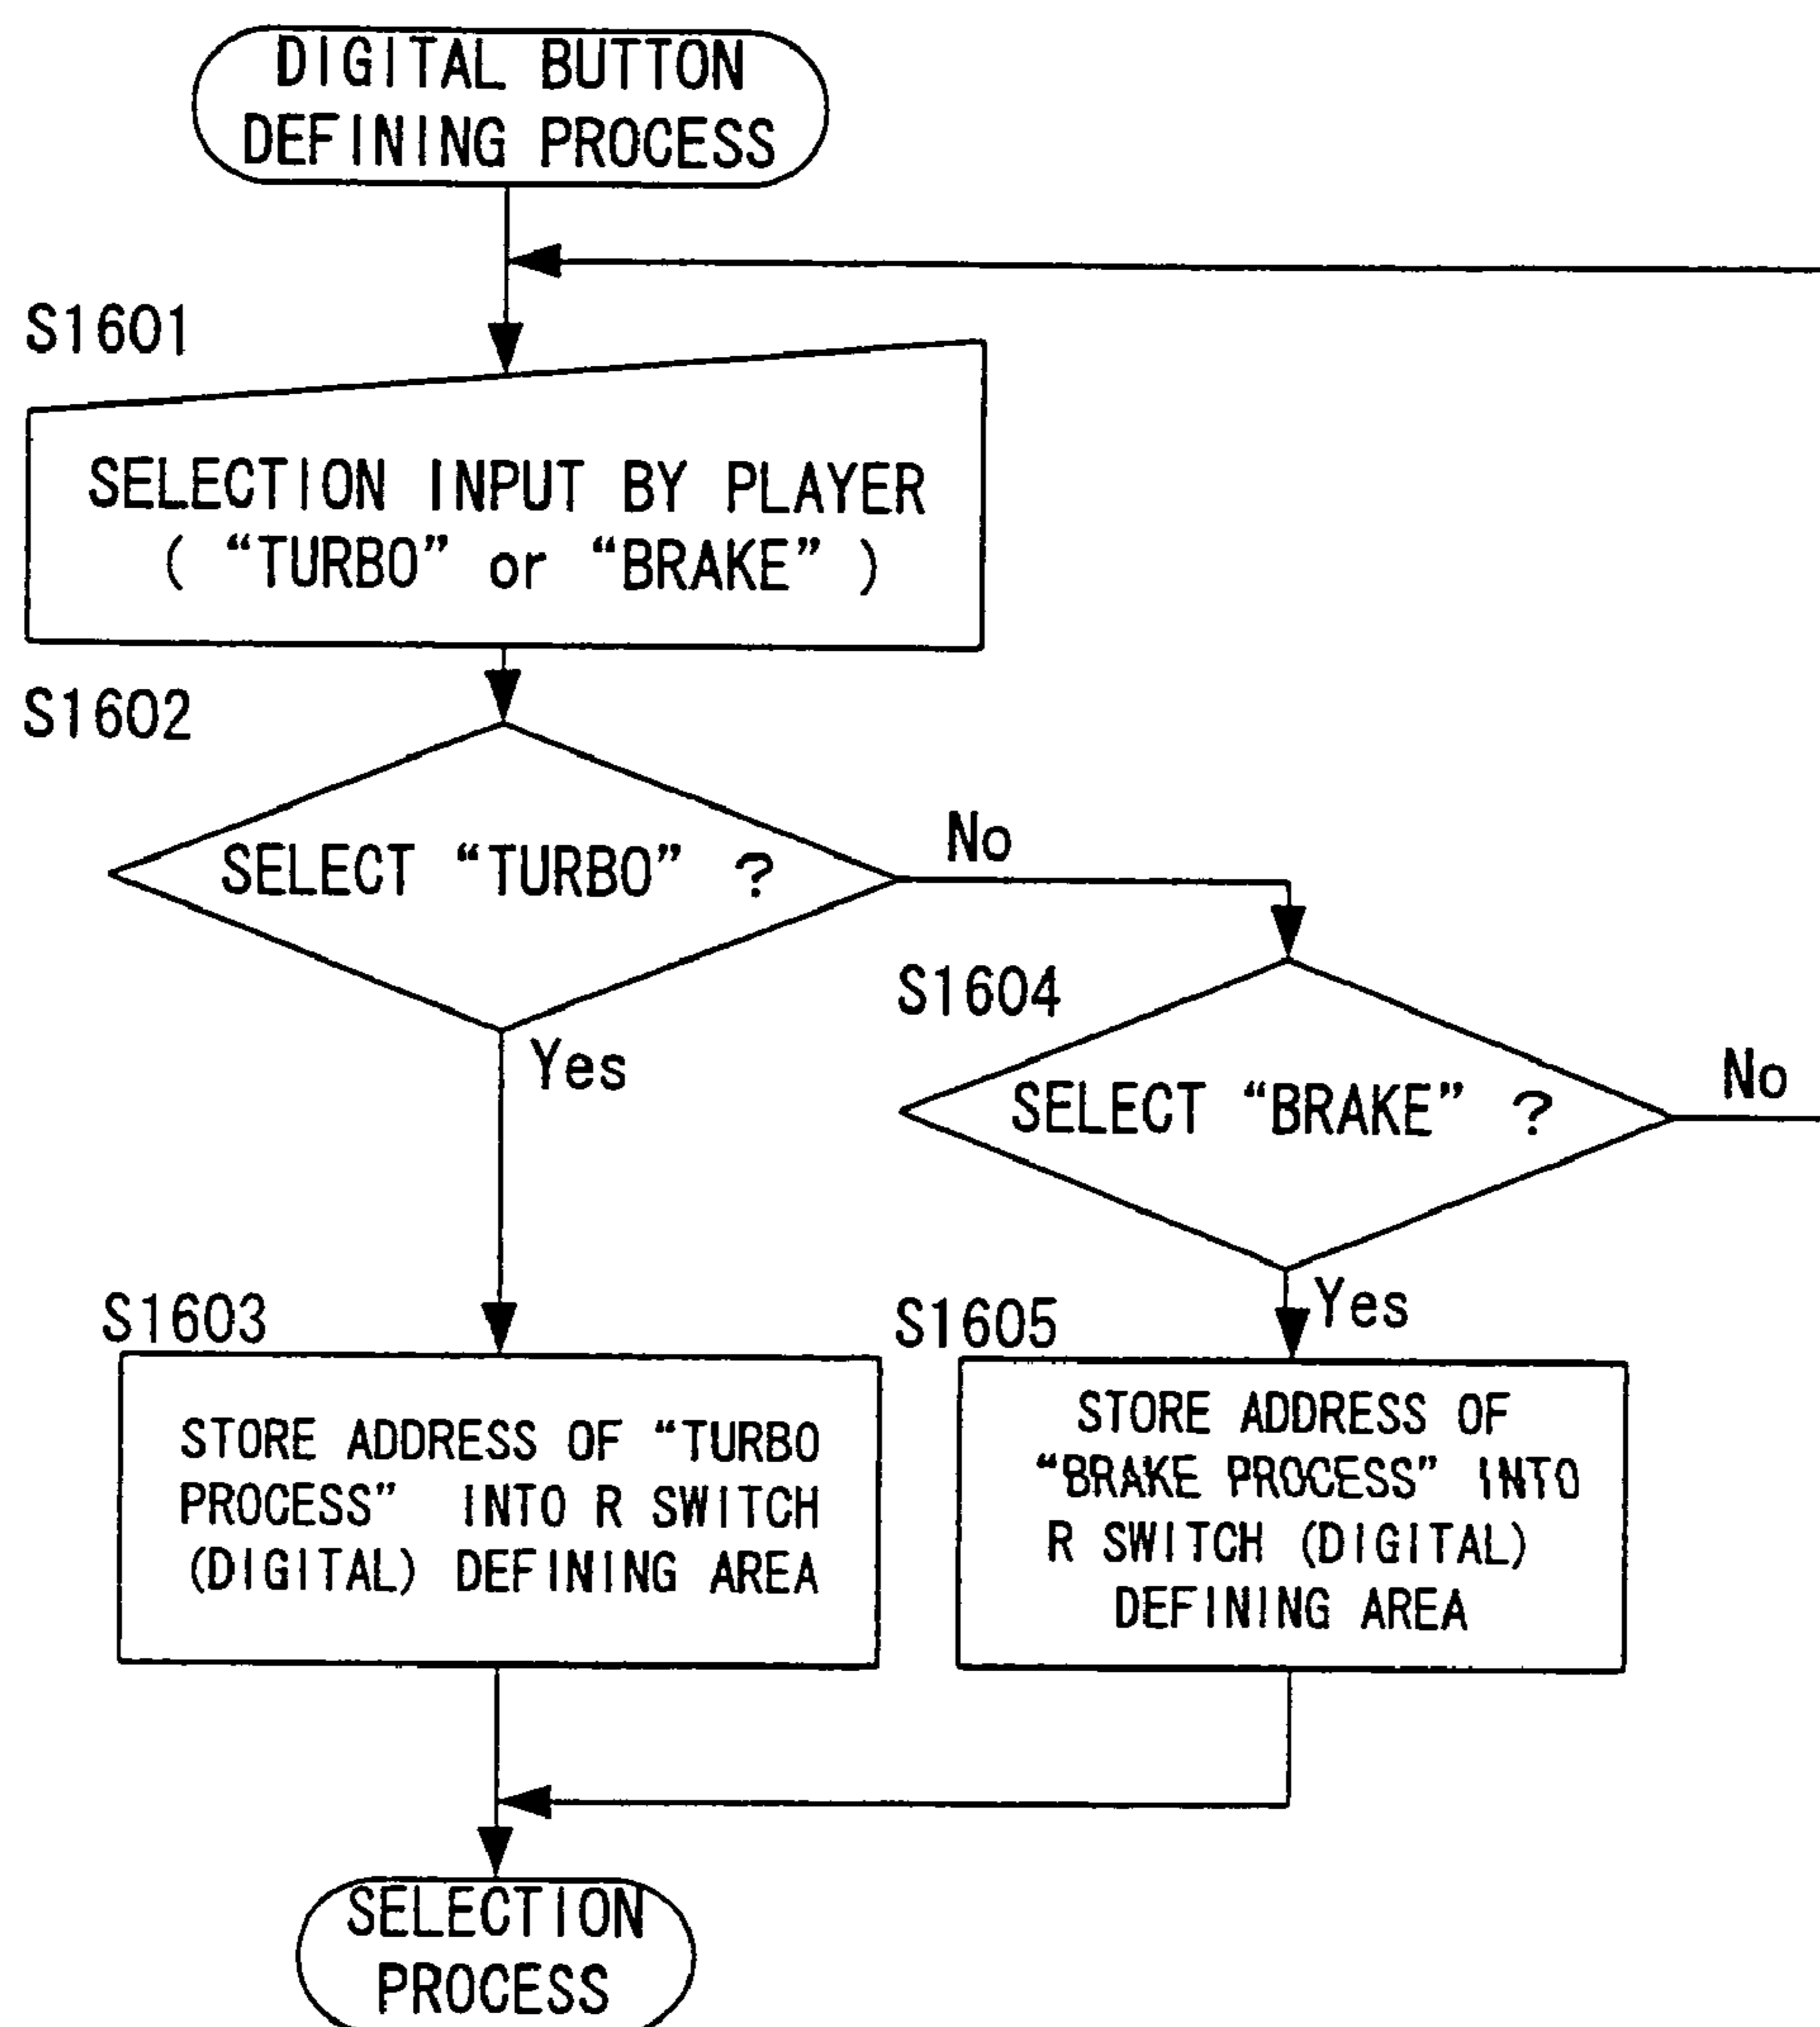 DIGITAL BUTTON
DEFINING PROCESS
S1601
SELECTION INPUT BY PLAYER
( “TURBO” or “BRAKE” )
S1602
SELECT “TURBO” ?
No
Yes
S1604
SELECT “BRAKE” ?
No
Yes
S1603
STORE ADDRESS OF “TURBO
PROCESS” INTO R SWITCH
(DIGITAL) DEFINING AREA
S1605
STORE ADDRESS OF
“BRAKE PROCESS” INTO
R SWITCH (DIGITAL)
DEFINING AREA
SELECTION
PROCESS